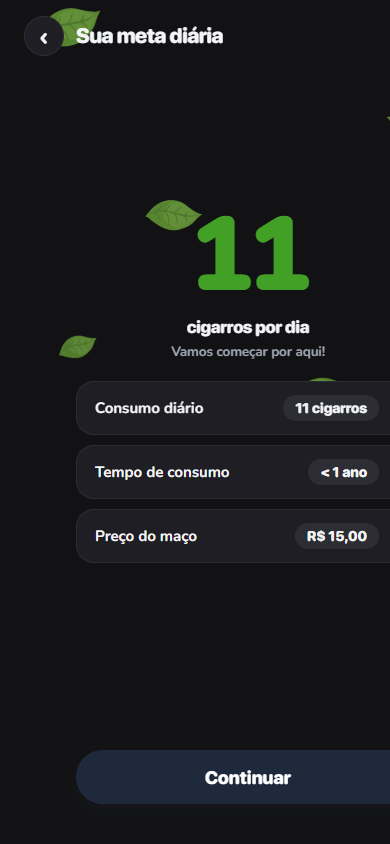 Sua meta diária
11
cigarros por dia
Vamos começar por aqui!
Consumo diário 11 cigarros
Tempo de consumo < 1 ano
Preço do maço R$ 15,00
Continuar